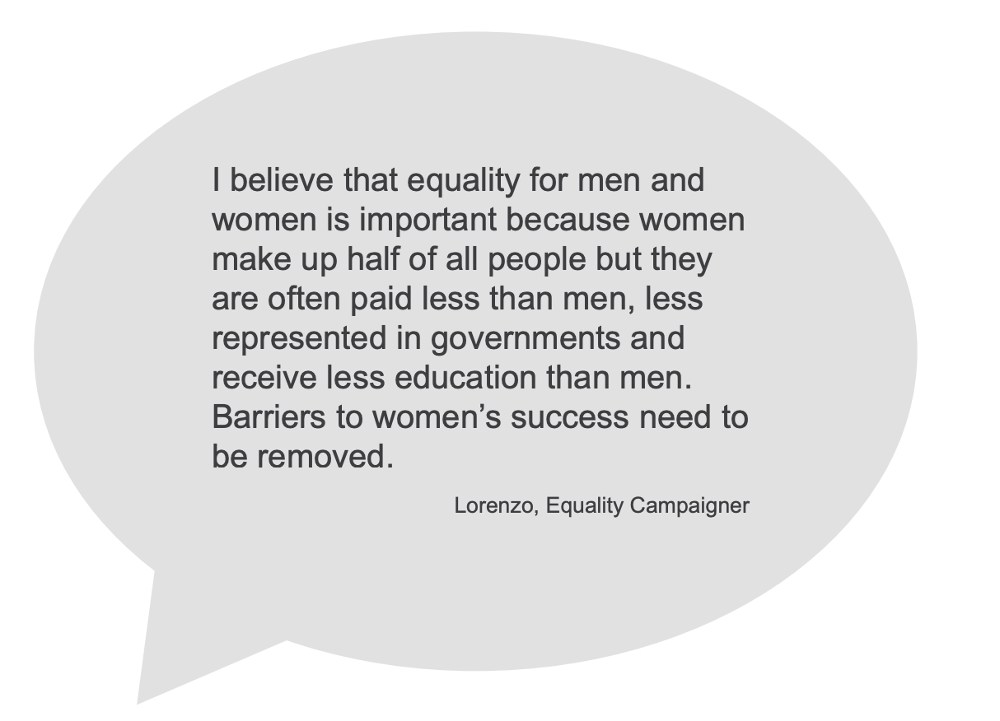 I believe that equality for men and
women is important because women
make up half of all people but they
are often paid less than men, less
represented in governments and
receive less education than men.
Barriers to women’s success need to
be removed.
Lorenzo, Equality Campaigner